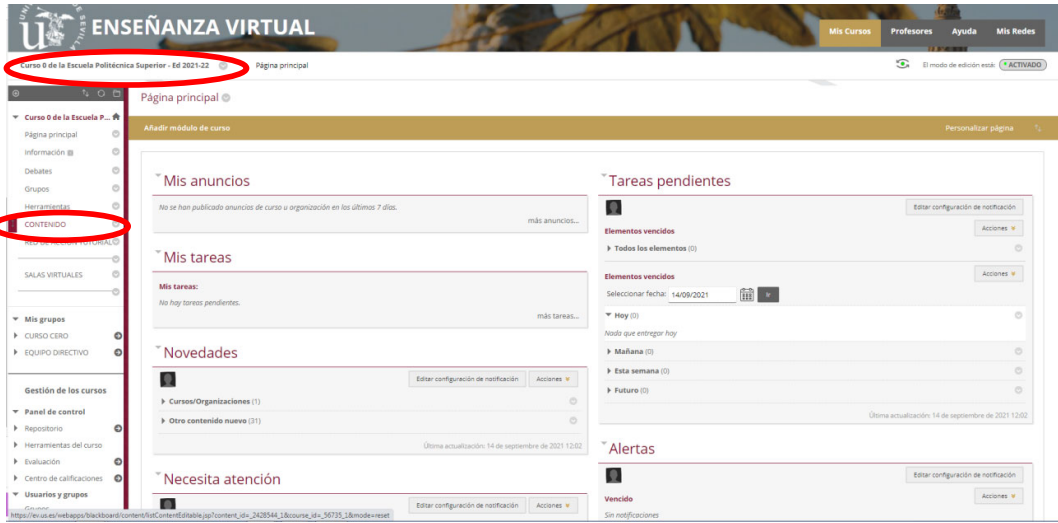 ENSEÑANZA VIRTUAL
Mis Cursos
Profesores
Ayuda
Mis Redes
Curso 0 de la Escuela Politécnica Superior - Ed 2021-22
Página principal
El modo de edición está:
ACTIVADO
Curso 0 de la Escuela P...
Página principal
Información
Debates
Grupos
Herramientas
CONTENIDO
RED DE ACCIÓN TUTORIAL
SALAS VIRTUALES
Mis grupos
CURSO CERO
EQUIPO DIRECTIVO
Gestión de los cursos
Panel de control
Repositorio
Herramientas del curso
Evaluación
Centro de calificaciones
Usuarios y grupos
Grupos
https://ev.us.es/webapps/blackboard/content/listContentEditable.jsp?content_id=_2428544_1&course_id=_56735_1&mode=reset
Página principal
Añadir módulo de curso
Personalizar página
Mis anuncios
No se han publicado anuncios de curso u organización en los últimos 7 días.
más anuncios...
Mis tareas
Mis tareas:
No hay tareas pendientes.
más tareas...
Novedades
Editar configuración de notificación
Acciones
Cursos/Organizaciones (1)
Otro contenido nuevo (31)
Última actualización: 14 de septiembre de 2021 12:02
Necesita atención
Editar configuración de notificación
Acciones
Tareas pendientes
Editar configuración de notificación
Elementos vencidos
Acciones
Todos los elementos (0)
Elementos vencidos
Acciones
Seleccionar fecha: 14/09/2021
Ir
Hoy (0)
Nada que entregar hoy
Mañana (0)
Esta semana (0)
Futuro (0)
Última actualización: 14 de septiembre de 2021 12:02
Alertas
Editar configuración de notificación
Vencido
Acciones
Sin notificaciones